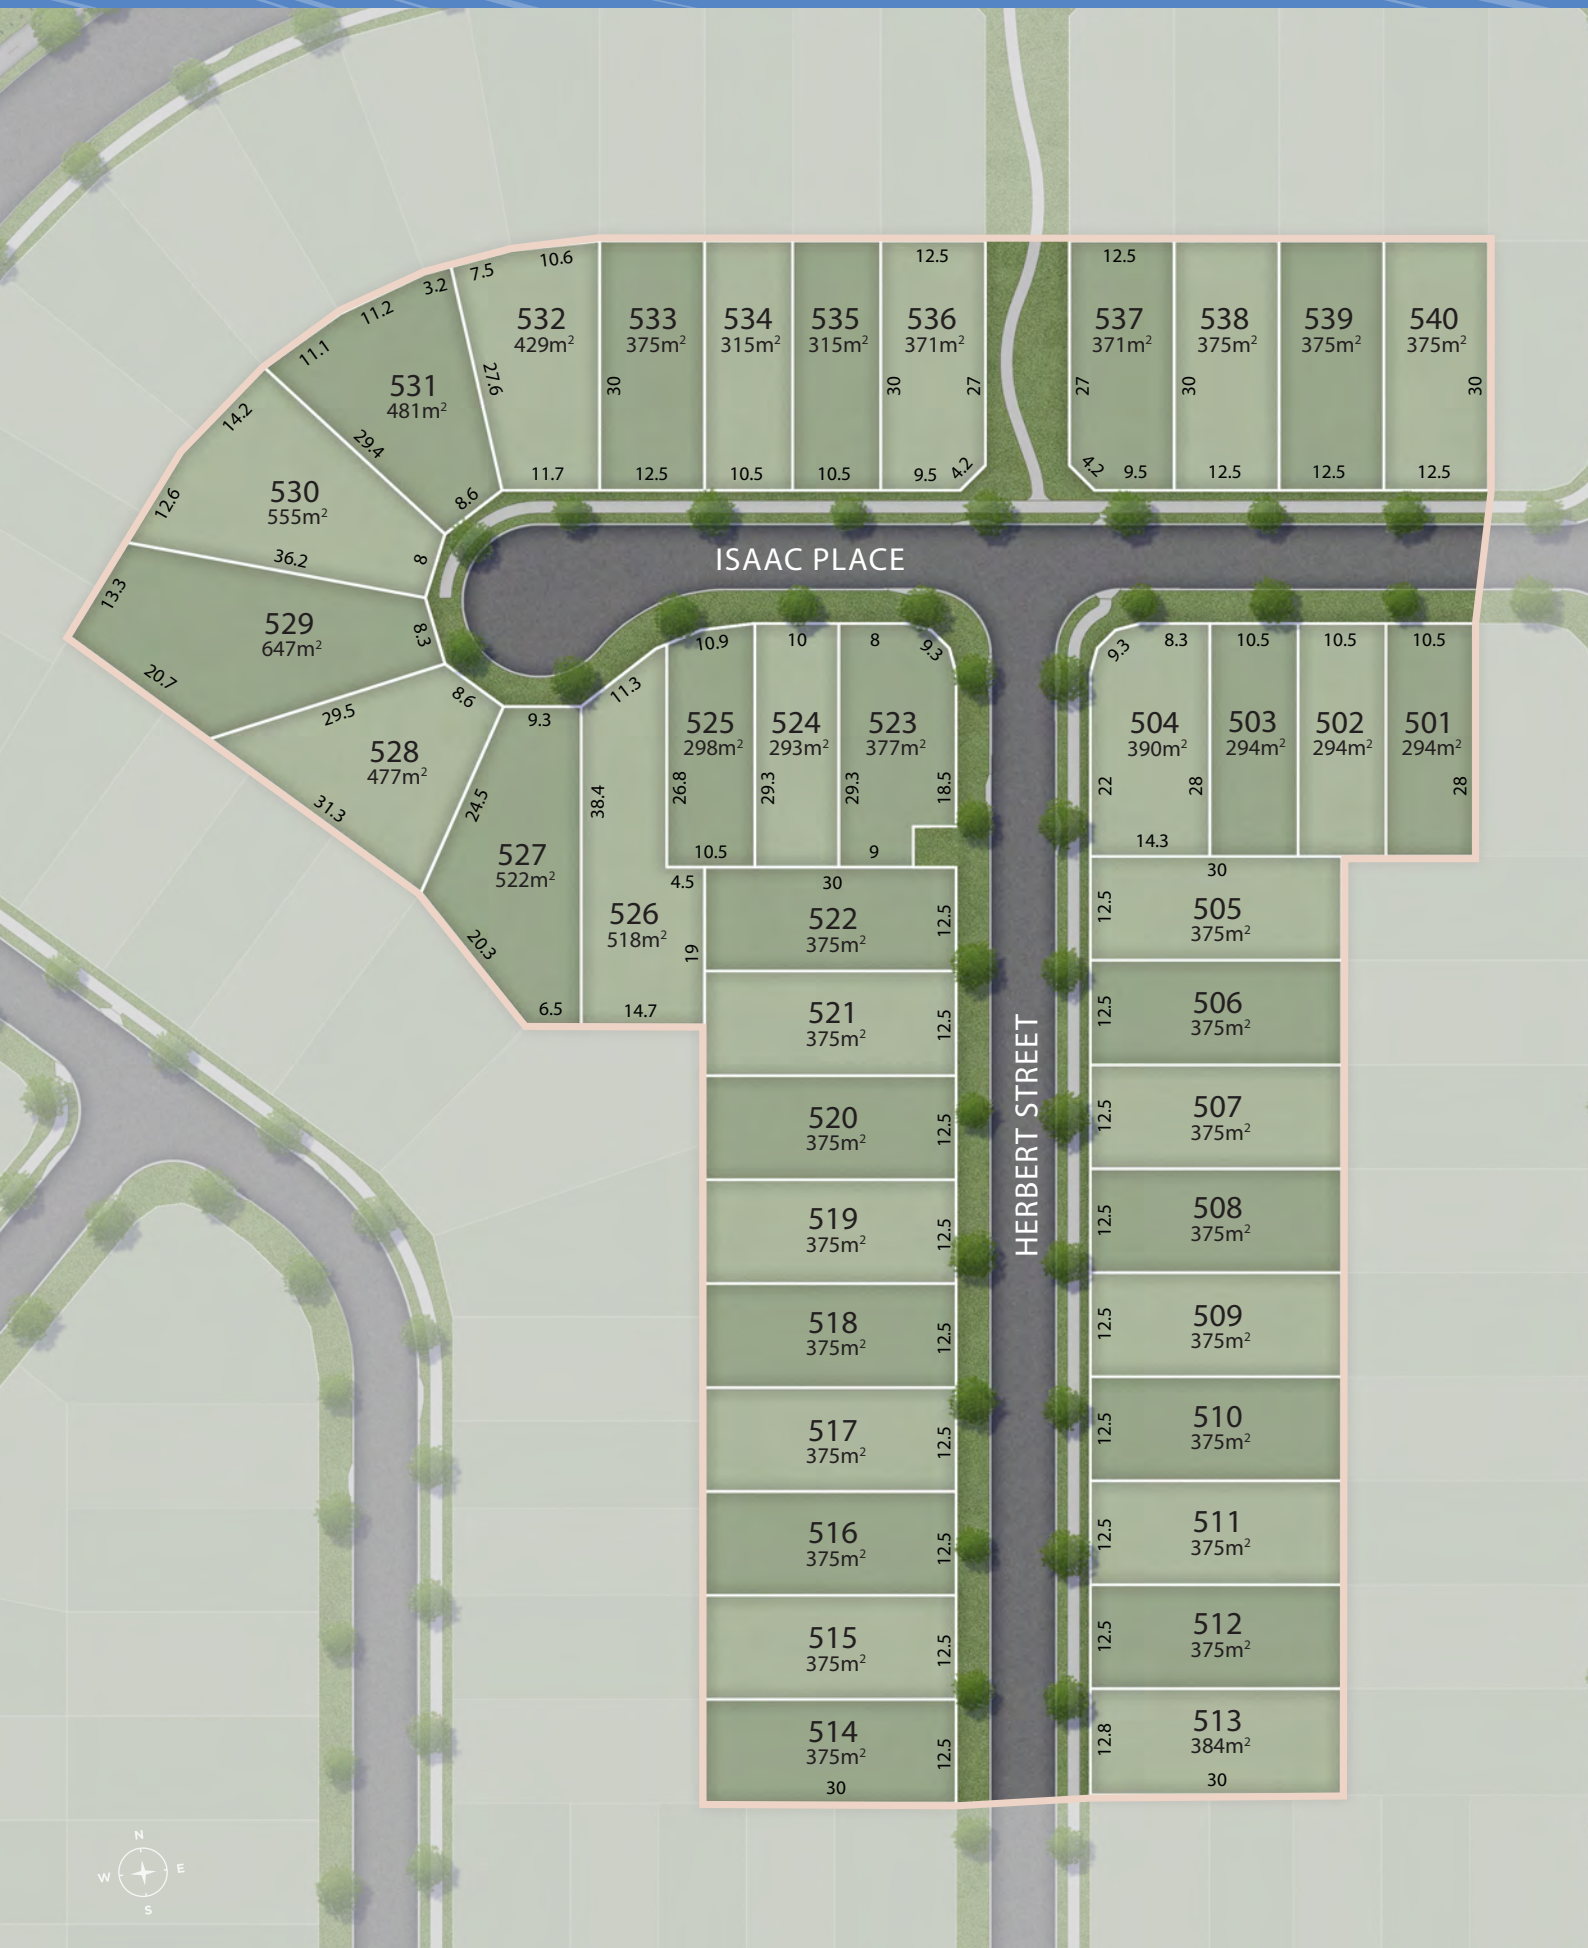 10.6
7.5
3.2
11.2
11.1
14.2
12.6
13.3
20.7
532
429m²
27.6
11.7
533
375m²
30
12.5
534
315m²
10.5
535
315m²
10.5
12.5
536
371m²
30
27
9.5
4.2
12.5
537
371m²
27
4.2
9.5
538
375m²
30
12.5
539
375m²
12.5
540
375m²
30
12.5
531
481m²
29.4
8.6
530
555m²
36.2
8
529
647m²
8.3
29.5
8.6
528
477m²
31.3
24.5
ISAAC PLACE
9.3
527
522m²
20.3
6.5
11.3
38.4
526
518m²
4.5
19
14.7
10.9
525
298m²
26.8
10.5
10
524
293m²
29.3
8
9.3
523
377m²
29.3
18.5
9
9.3
8.3
504
390m²
22
28
14.3
10.5
503
294m²
10.5
502
294m²
10.5
501
294m²
28
30
522
375m²
12.5
521
375m²
12.5
520
375m²
12.5
519
375m²
12.5
518
375m²
12.5
517
375m²
12.5
516
375m²
12.5
515
375m²
12.5
514
375m²
12.5
30
HERBERT STREET
30
12.5
505
375m²
12.5
506
375m²
12.5
507
375m²
12.5
508
375m²
12.5
509
375m²
12.5
510
375m²
12.5
511
375m²
12.5
512
375m²
12.8
513
384m²
30
N
W
E
S